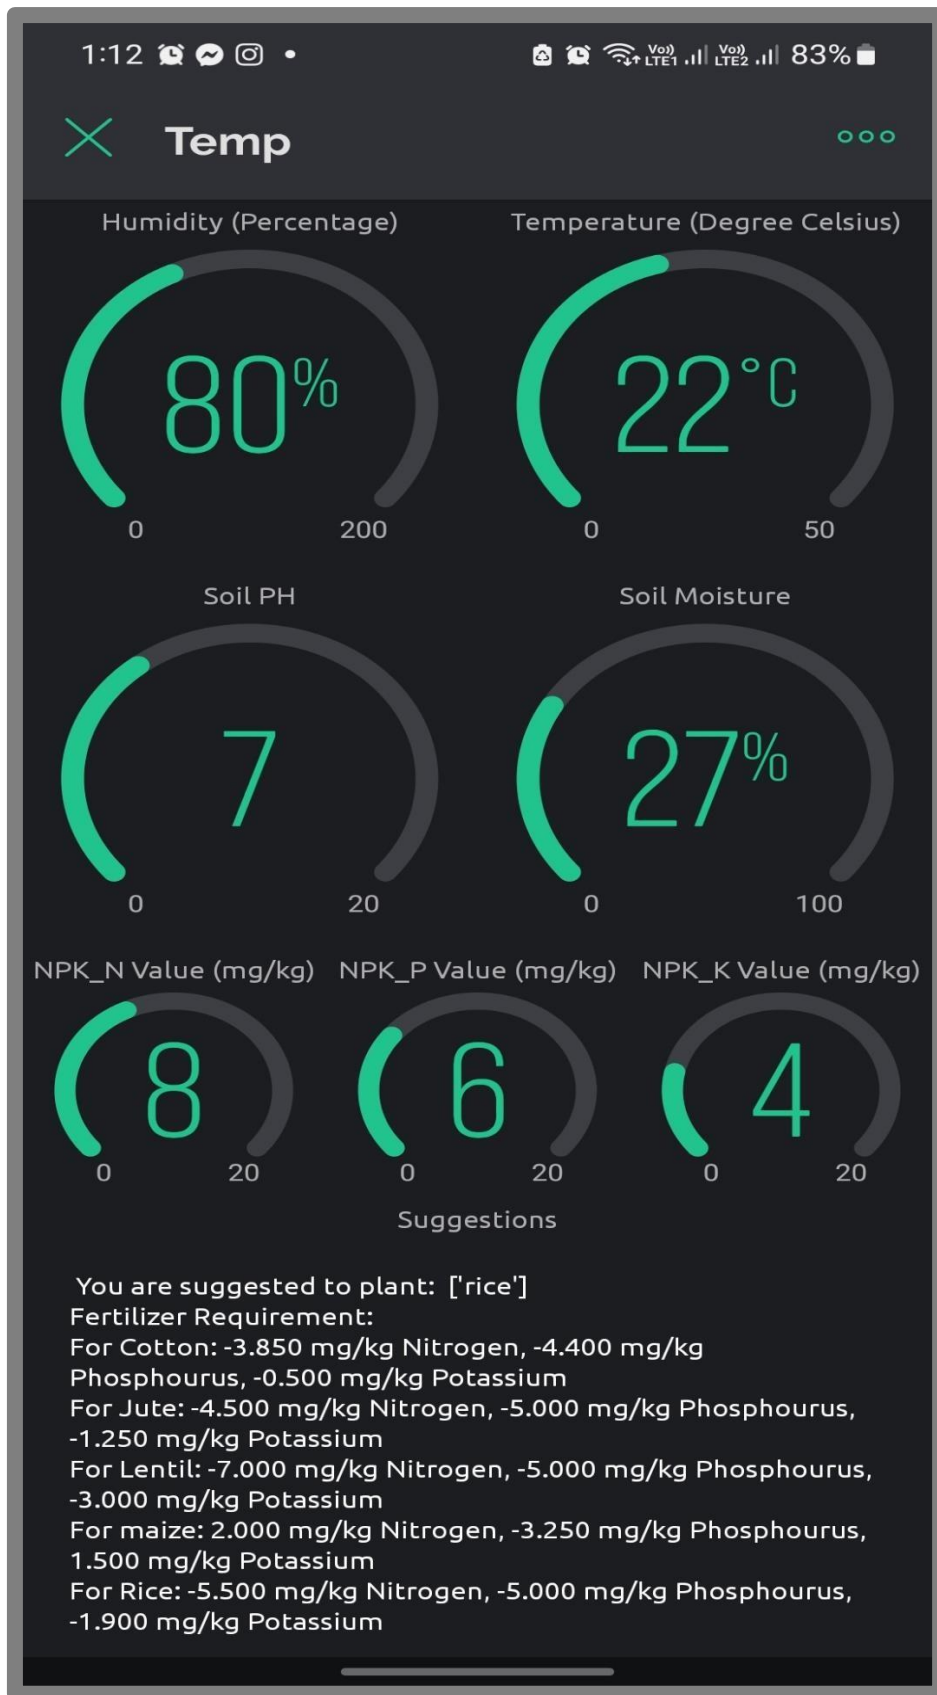 1:12 Vo)) LTE1 Vo)) LTE2 83%
Temp
Humidity (Percentage) Temperature (Degree Celsius)
80% 22°C
0 200 0 50
Soil PH Soil Moisture
7 27%
0 20 0 100
NPK_N Value (mg/kg) NPK_P Value (mg/kg) NPK_K Value (mg/kg)
8 6 4
0 20 0 20 0 20
Suggestions
You are suggested to plant: ['rice']
Fertilizer Requirement:
For Cotton: -3.850 mg/kg Nitrogen, -4.400 mg/kg
Phosphourus, -0.500 mg/kg Potassium
For Jute: -4.500 mg/kg Nitrogen, -5.000 mg/kg Phosphourus,
-1.250 mg/kg Potassium
For Lentil: -7.000 mg/kg Nitrogen, -5.000 mg/kg Phosphourus,
-3.000 mg/kg Potassium
For maize: 2.000 mg/kg Nitrogen, -3.250 mg/kg Phosphourus,
1.500 mg/kg Potassium
For Rice: -5.500 mg/kg Nitrogen, -5.000 mg/kg Phosphourus,
-1.900 mg/kg Potassium